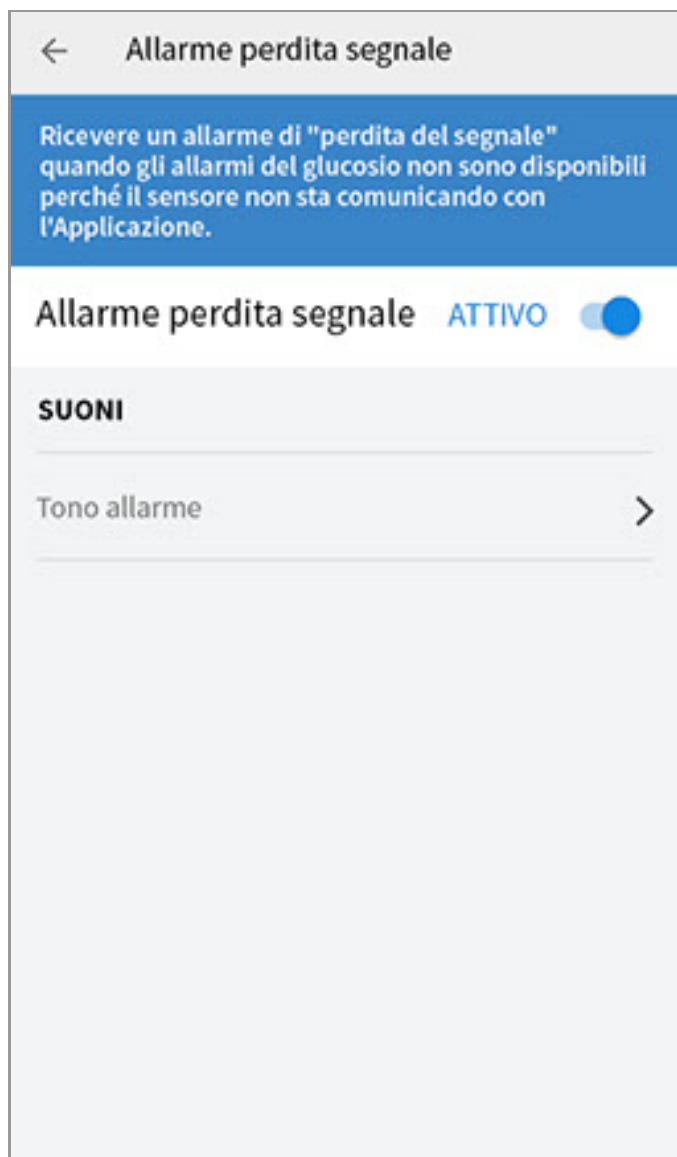 Allarme perdita segnale
Ricevere un allarme di "perdita del segnale"
quando gli allarmi del glucosio non sono disponibili
perché il sensore non sta comunicando con
l'Applicazione.
Allarme perdita segnale ATTIVO
SUONI
Tono allarme